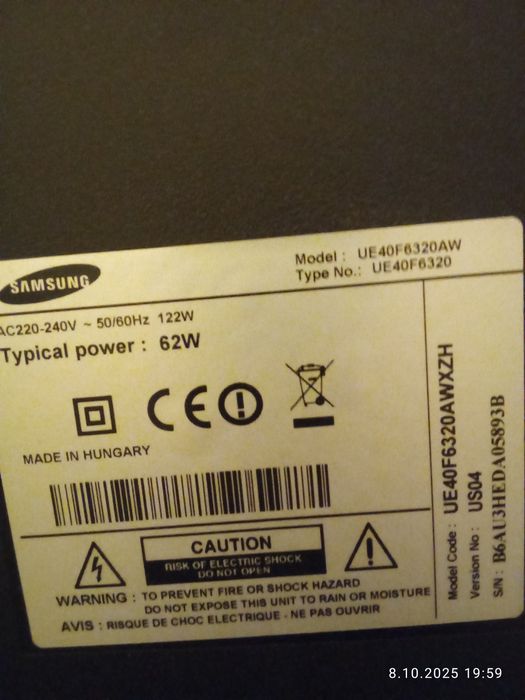 SAMSUNG
Model : UE40F6320AW
Type No.: UE40F6320
AC220-240V ~ 50/60Hz 122W
Typical power : 62W
MADE IN HUNGARY
CAUTION
RISK OF ELECTRIC SHOCK
DO NOT OPEN
WARNING : TO PREVENT FIRE OR SHOCK HAZARD
DO NOT EXPOSE THIS UNIT TO RAIN OR MOISTURE
AVIS : RISQUE DE CHOC ELECTRIQUE - NE PAS OUVRIR
Model Code : UE40F6320AWXZH
Version No : US04
S/N : B6AU3HEDA05893B
8.10.2025 19:59